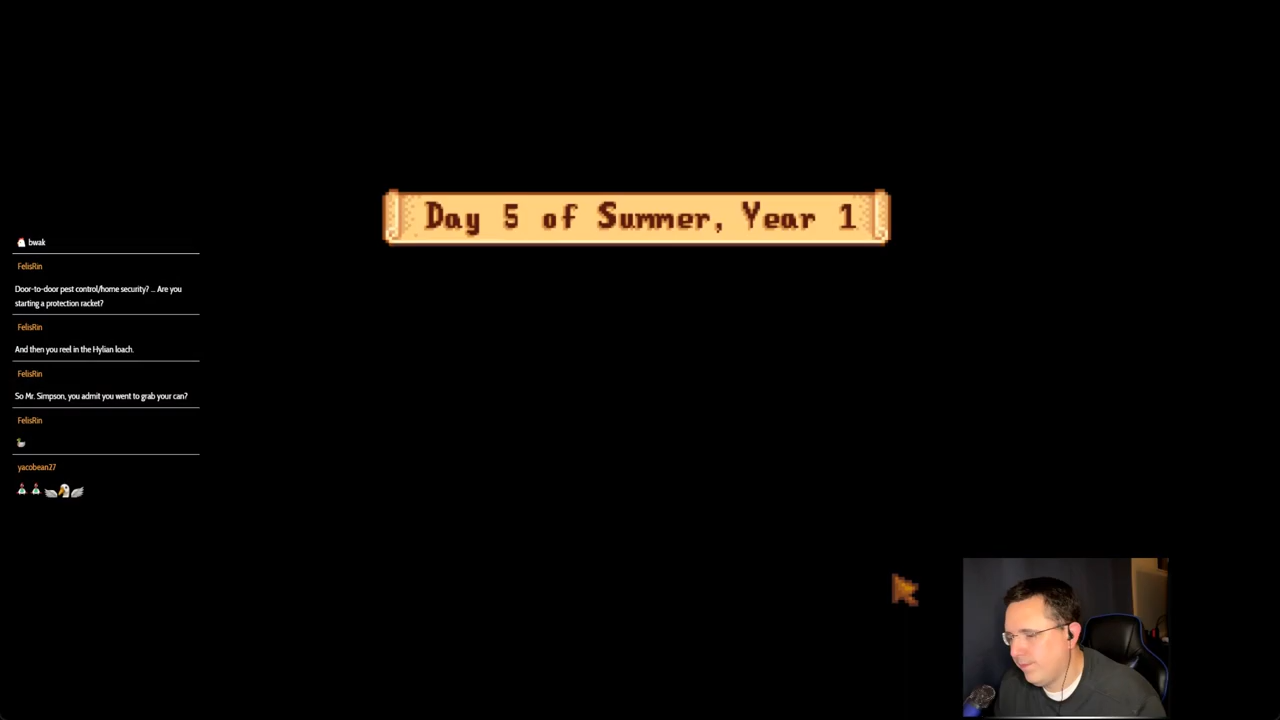 Day 5 of Summer, Year 1
bwak
FelisRin
Door-to-door pest control/home security? ... Are you
starting a protection racket?
FelisRin
And then you reel in the Hylian loach.
FelisRin
So Mr. Simpson, you admit you went to grab your can?
FelisRin
yacobean27